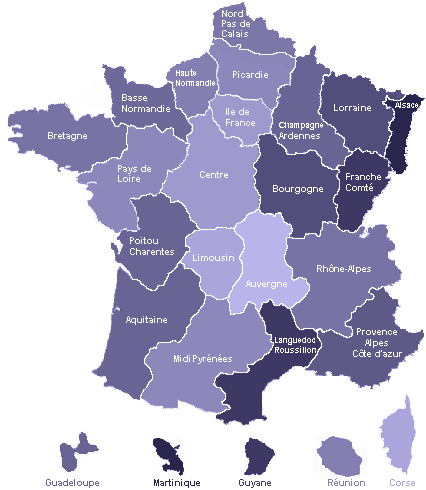 Nord
Pas de
Calais
Haute
Normandie
Picardie
Basse
Normandie
Ile de
France
Champagne
Ardennes
Lorraine
Alsace
Bretagne
Pays de
Loire
Centre
Bourgogne
Franche
Comté
Poitou
Charentes
Limousin
Auvergne
Rhône-Alpes
Aquitaine
Midi Pyrénées
Languedoc
Roussillon
Provence
Alpes
Côte d'azur
Guadeloupe
Martinique
Guyane
Réunion
Corse